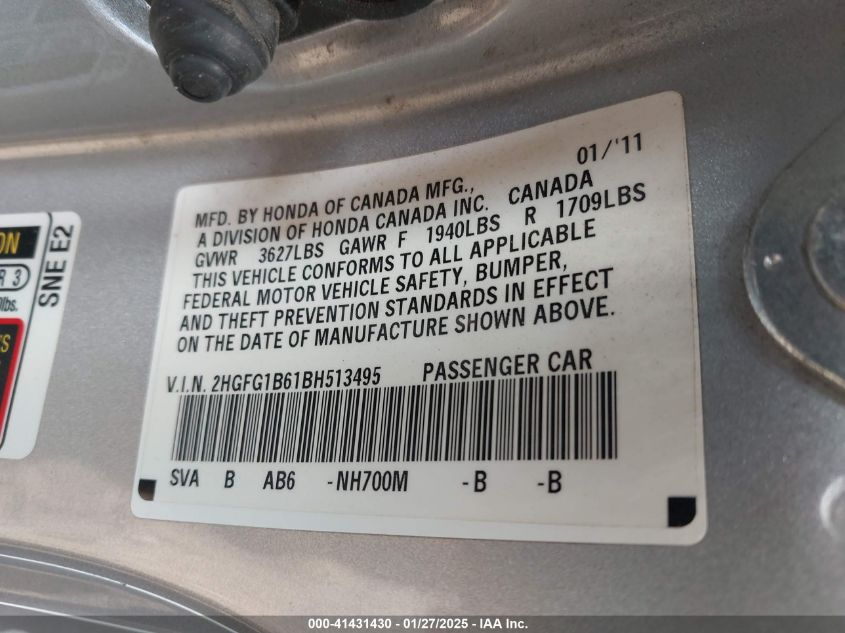 01/'11
MFD. BY HONDA OF CANADA MFG.,
A DIVISION OF HONDA CANADA INC. CANADA
GVWR 3627LBS GAWR F 1940LBS R 1709LBS
THIS VEHICLE CONFORMS TO ALL APPLICABLE
FEDERAL MOTOR VEHICLE SAFETY, BUMPER,
AND THEFT PREVENTION STANDARDS IN EFFECT
ON THE DATE OF MANUFACTURE SHOWN ABOVE.
V.I.N. 2HGFG1B61BH513495 PASSENGER CAR
SVA B AB6 -NH700M -B -B
SNE E2
R 3
lbs.
000-41431430 - 01/27/2025 - IAA Inc.